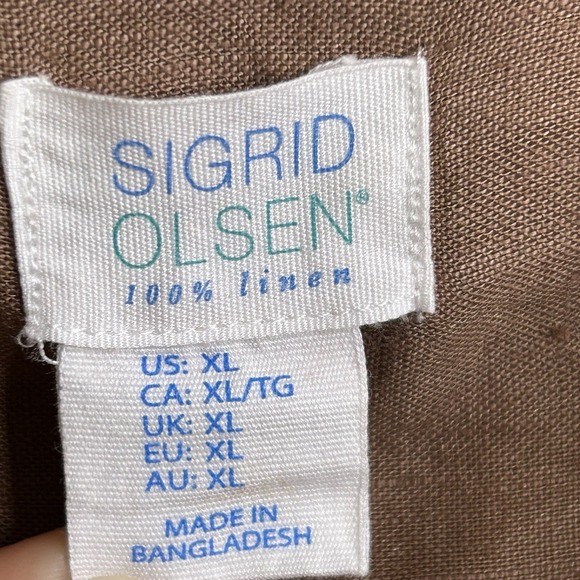 SIGRID
OLSEN®
100% linen
US: XL
CA: XL/TG
UK: XL
EU: XL
AU: XL
MADE IN
BANGLADESH